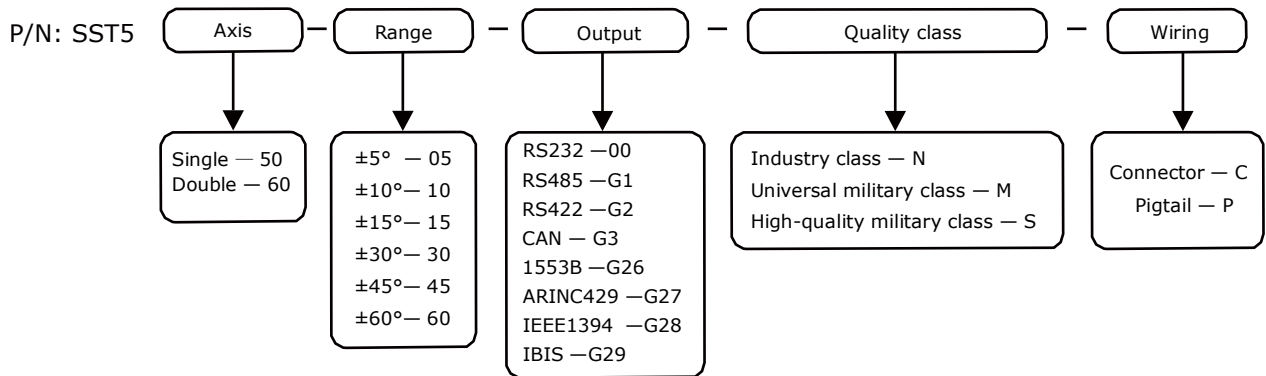 P/N: SST5 Axis — Range — Output — Quality class — Wiring
Single — 50
Double — 60
±5° — 05
±10°— 10
±15°— 15
±30°— 30
±45°— 45
±60°— 60
RS232 —00
RS485 —G1
RS422 —G2
CAN — G3
1553B —G26
ARINC429 —G27
IEEE1394 —G28
IBIS —G29
Industry class — N
Universal military class — M
High-quality military class — S
Connector — C
Pigtail — P